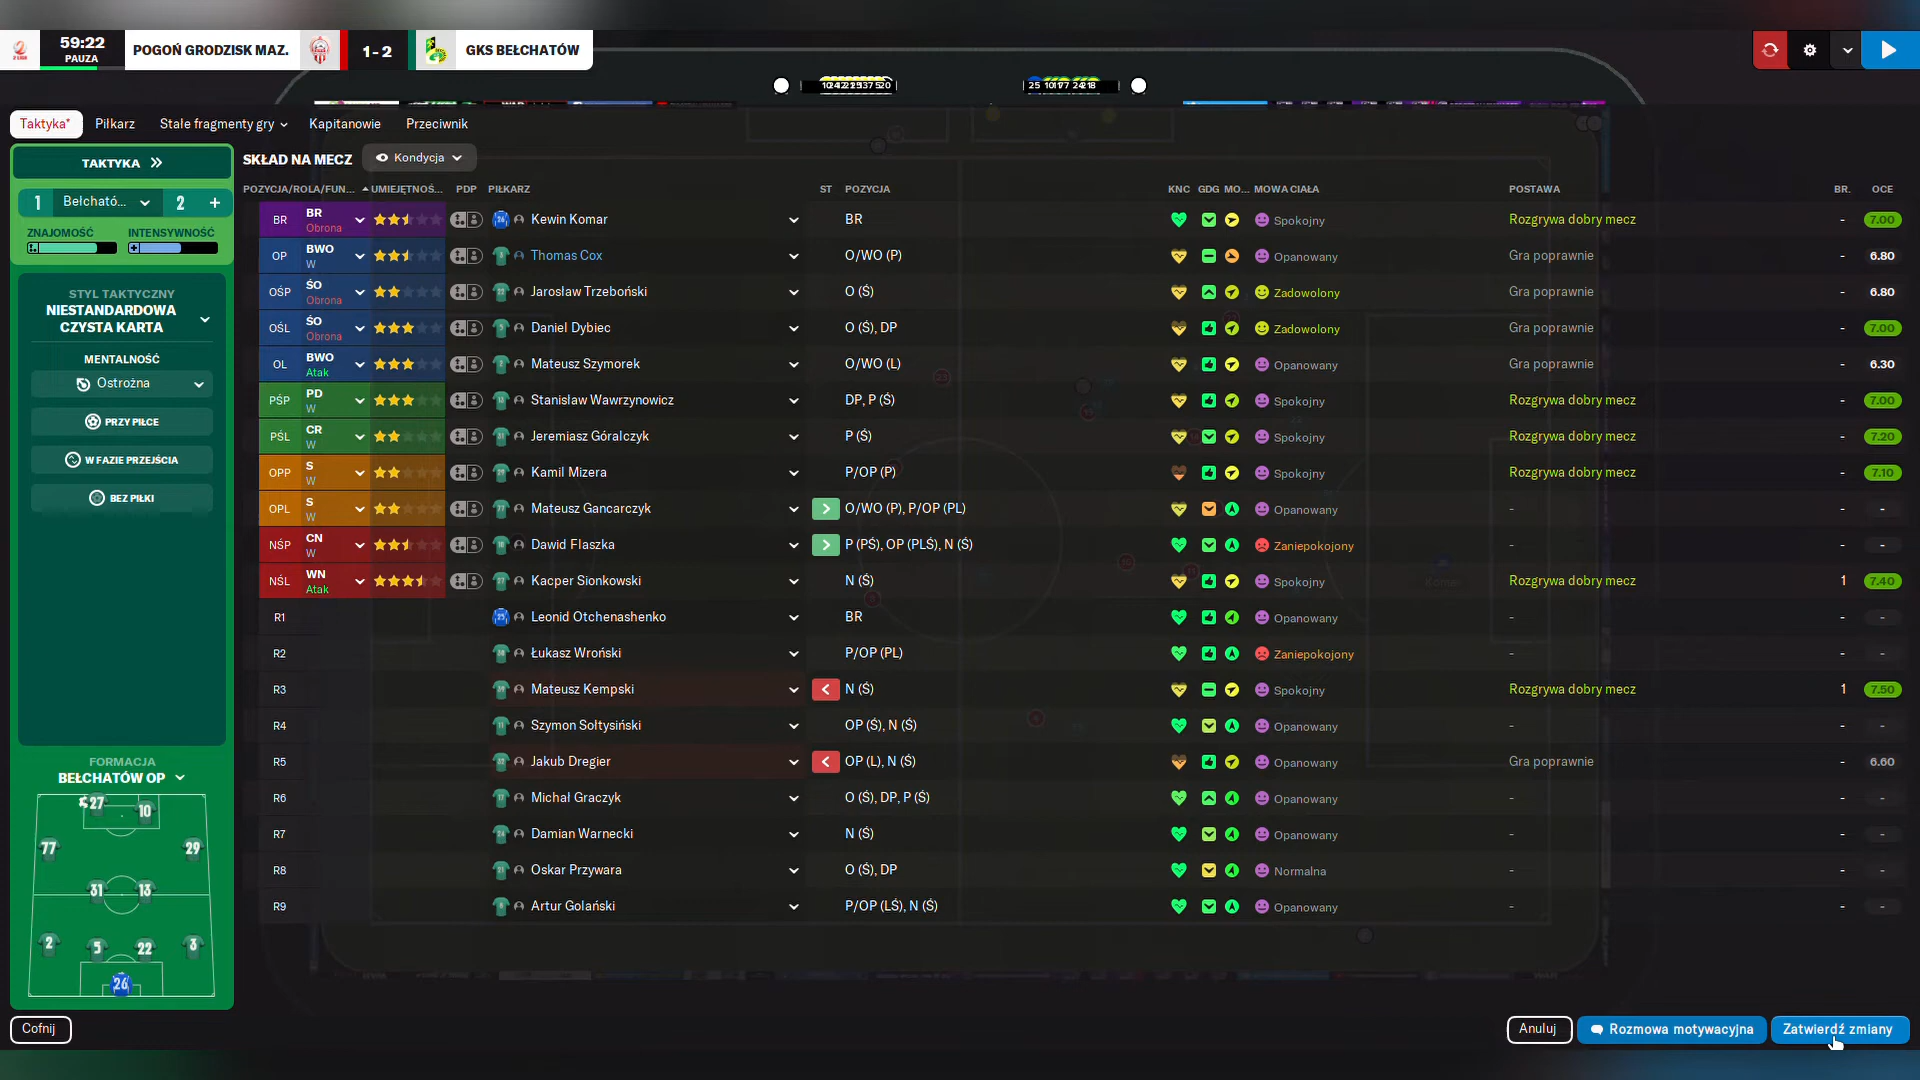 59:22
PAUZA
POGOŃ GRODZISK MAZ.
1 - 2
GKS BEŁCHATÓW
Taktyka*
Piłkarz
Stałe fragmenty gry
Kapitanowie
Przeciwnik
TAKTYKA
SKŁAD NA MECZ
Kondycja
1
Bełcható...
2
+
ZNAJOMOŚĆ
INTENSYWNOŚĆ
STYL TAKTYCZNY
NIESTANDARDOWA
CZYSTA KARTA
MENTALNOŚĆ
Ostrożna
PRZY PIŁCE
W FAZIE PRZEJŚCIA
BEZ PIŁKI
FORMACJA
BEŁCHATÓW OP
27
10
77
29
31
13
2
5
22
3
26
POZYCJA/ROLA/FUN... UMIEJĘTNOŚ... PDP PIŁKARZ ST POZYCJA KNC GDG MO... MOWA CIAŁA POSTAWA BR. OCE
BR BR Obrona Kewin Komar BR Spokojny Rozgrywa dobry mecz - 7.00
OP BWO W Thomas Cox O/WO (P) Opanowany Gra poprawnie - 6.80
OŚP ŚO Obrona Jarosław Trzeboński O (Ś) Zadowolony Gra poprawnie - 6.80
OŚL ŚO Obrona Daniel Dybiec O (Ś), DP Zadowolony Gra poprawnie - 7.00
OL BWO Atak Mateusz Szymorek O/WO (L) Opanowany Gra poprawnie - 6.30
PŚP PD W Stanisław Wawrzynowicz DP, P (Ś) Spokojny Rozgrywa dobry mecz - 7.00
PŚL CR W Jeremiasz Góralczyk P (Ś) Spokojny Rozgrywa dobry mecz - 7.20
OPP S W Kamil Mizera P/OP (P) Spokojny Rozgrywa dobry mecz - 7.10
OPL S W Mateusz Gancarczyk O/WO (P), P/OP (PL) Opanowany - - -
NŚP CN W Dawid Flaszka P (PŚ), OP (PLŚ), N (Ś) Zaniepokojony - - -
NŚL WN Atak Kacper Sionkowski N (Ś) Spokojny Rozgrywa dobry mecz 1 7.40
R1 Leonid Otchenashenko BR Opanowany - - -
R2 Łukasz Wroński P/OP (PL) Zaniepokojony - - -
R3 Mateusz Kempski N (Ś) Spokojny Rozgrywa dobry mecz 1 7.50
R4 Szymon Sołtysiński OP (Ś), N (Ś) Opanowany - - -
R5 Jakub Dregier OP (L), N (Ś) Opanowany Gra poprawnie - 6.60
R6 Michał Graczyk O (Ś), DP, P (Ś) Opanowany - - -
R7 Damian Warnecki N (Ś) Opanowany - - -
R8 Oskar Przywara O (Ś), DP Normalna - - -
R9 Artur Golański P/OP (LŚ), N (Ś) Opanowany - - -
Cofnij
Anuluj
Rozmowa motywacyjna
Zatwierdź zmiany